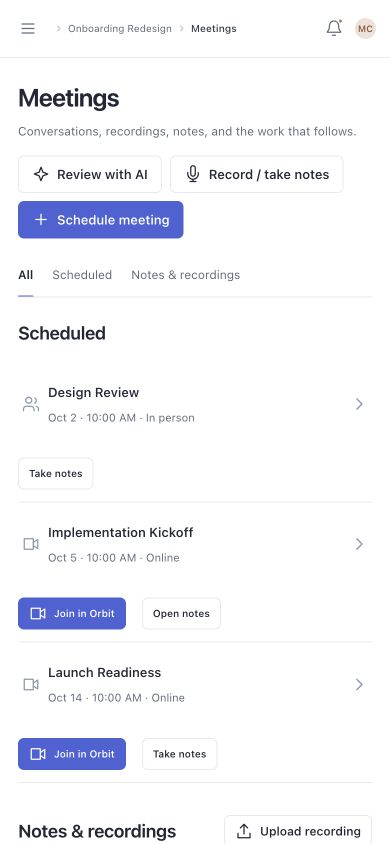 Onboarding Redesign Meetings
MC
Meetings
Conversations, recordings, notes, and the work that follows.
Review with AI
Record / take notes
Schedule meeting
All Scheduled Notes & recordings
Scheduled
Design Review
Oct 2 · 10:00 AM · In person
Take notes
Implementation Kickoff
Oct 5 · 10:00 AM · Online
Join in Orbit
Open notes
Launch Readiness
Oct 14 · 10:00 AM · Online
Join in Orbit
Take notes
Notes & recordings
Upload recording